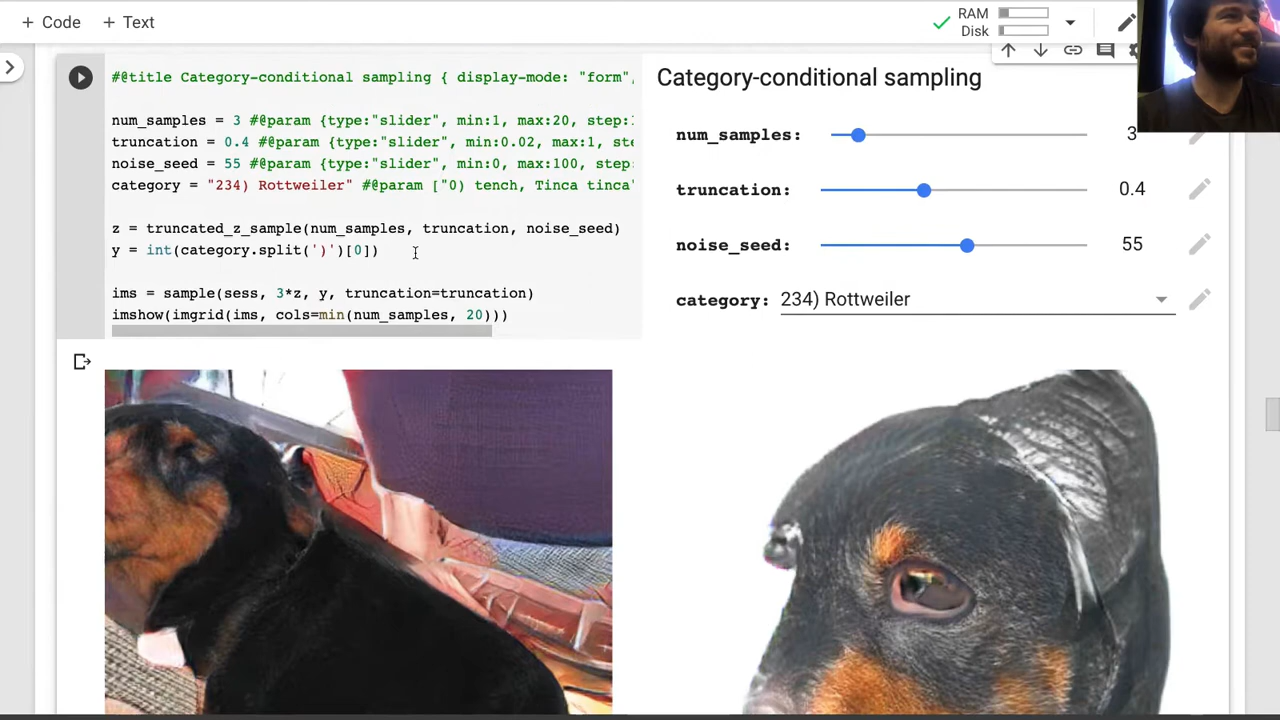 + Code + Text
RAM
Disk
#@title Category-conditional sampling { display-mode: "form",
num_samples = 3 #@param {type:"slider", min:1, max:20, step:1
truncation = 0.4 #@param {type:"slider", min:0.02, max:1, ste
noise_seed = 55 #@param {type:"slider", min:0, max:100, step:
category = "234) Rottweiler" #@param ["0) tench, Tinca tinca"
z = truncated_z_sample(num_samples, truncation, noise_seed)
y = int(category.split(')')[0])
ims = sample(sess, 3*z, y, truncation=truncation)
imshow(imgrid(ims, cols=min(num_samples, 20)))
Category-conditional sampling
num_samples: 3
truncation: 0.4
noise_seed: 55
category: 234) Rottweiler